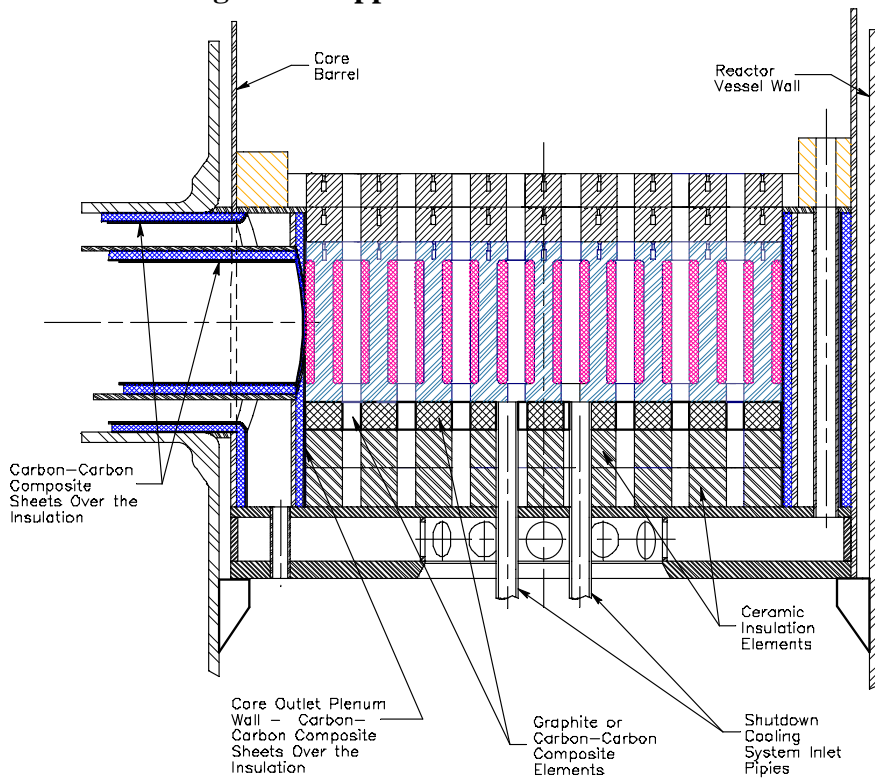 Core
Barrel
Reactor
Vessel Wall
Carbon-Carbon
Composite
Sheets Over the
Insulation
Ceramic
Insulation
Elements
Core Outlet Plenum
Wall - Carbon-
Carbon Composite
Sheets Over the
Insulation
Graphite or
Carbon-Carbon
Composite
Elements
Shutdown
Cooling
System Inlet
Pipies